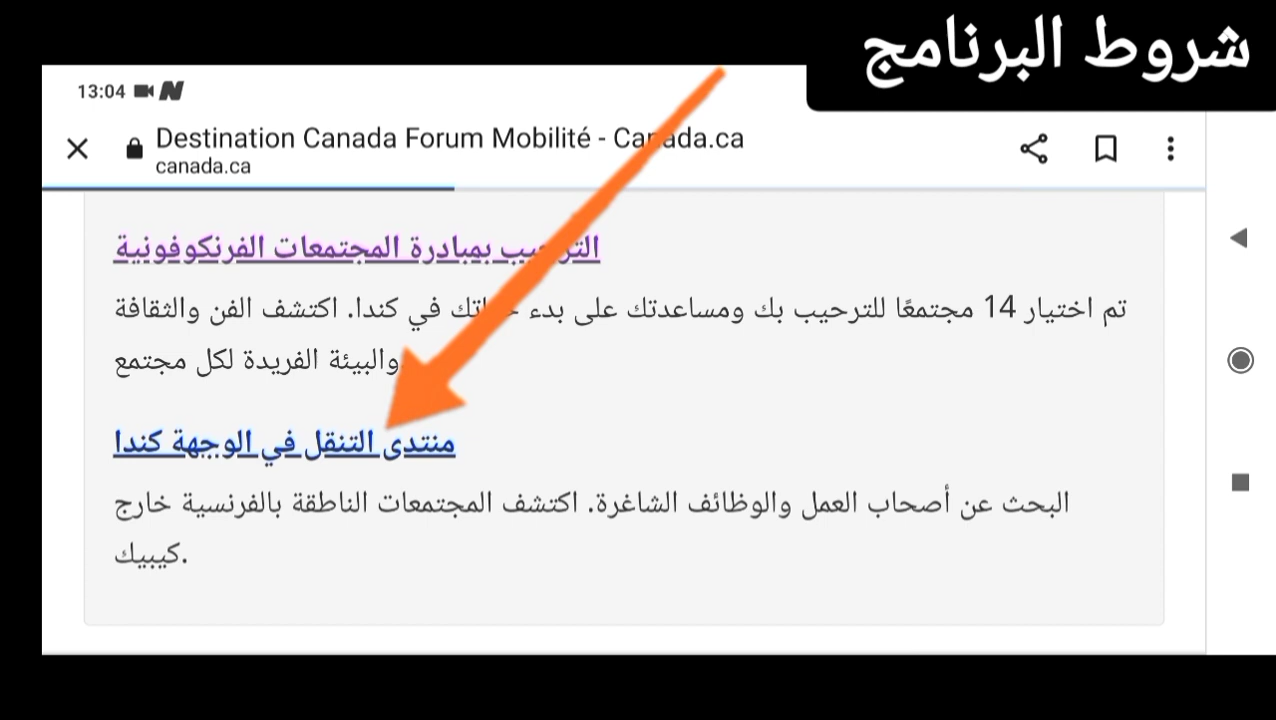 شروط البرنامج
13:04
Destination Canada Forum Mobilité - Canada.ca
canada.ca
الترحيب بمبادرة المجتمعات الفرنكوفونية
تم اختيار 14 مجتمعًا للترحيب بك ومساعدتك على بدء حياتك في كندا. اكتشف الفن والثقافة
والبيئة الفريدة لكل مجتمع
منتدى التنقل في الوجهة كندا
البحث عن أصحاب العمل والوظائف الشاغرة. اكتشف المجتمعات الناطقة بالفرنسية خارج
كيبيك.